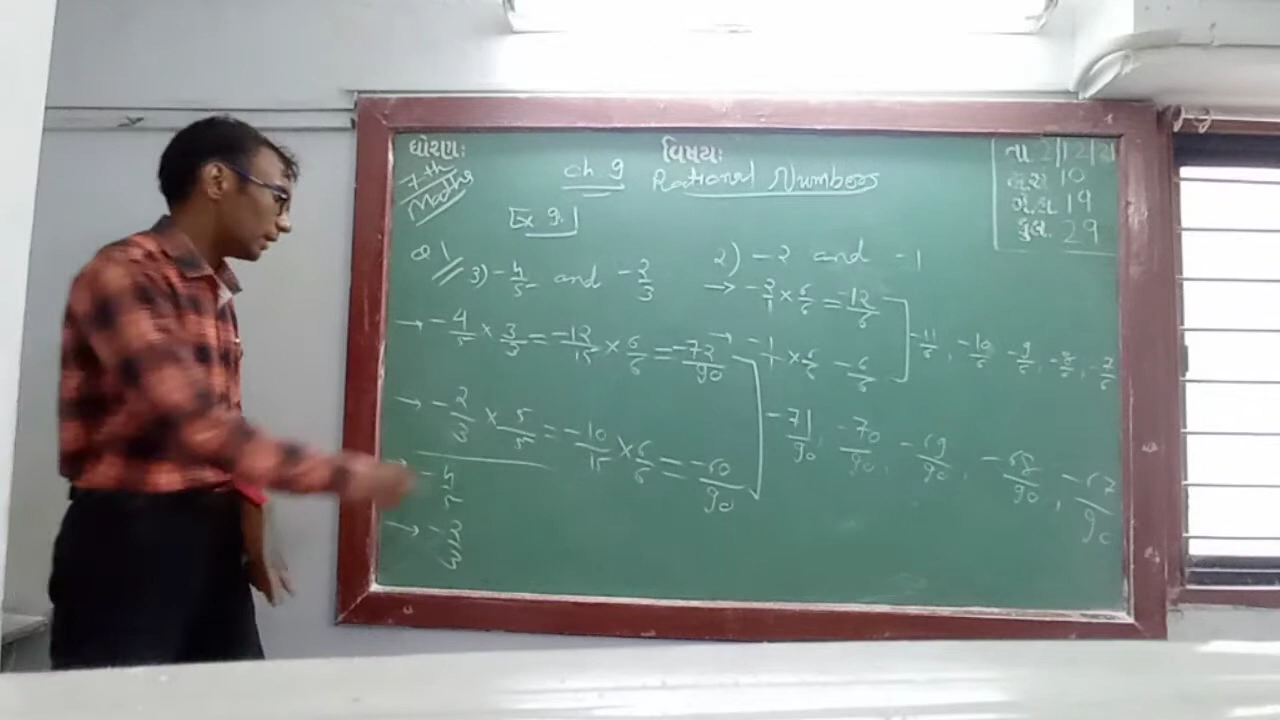 ધોરણ: વિષય: તા. 2/12/21
7th Maths
ch 9 Rational Numbers
10
19
કુલ. 29
Ex 9.1
Q 1
3) -4/5 and -2/3
→ -4/5 × 3/3 = -12/15 × 6/6 = -72/90
→ -2/3 × 5/5 = -10/15 × 6/6 = -60/90
-71/90, -70/90, -69/90, -68/90, -67/90
→ -4/5
→ -2/3
2) -2 and -1
→ -2/1 × 6/6 = -12/6
→ -1/1 × 6/6 -6/6
-11/6, -10/6, -9/6, -8/6, -7/6